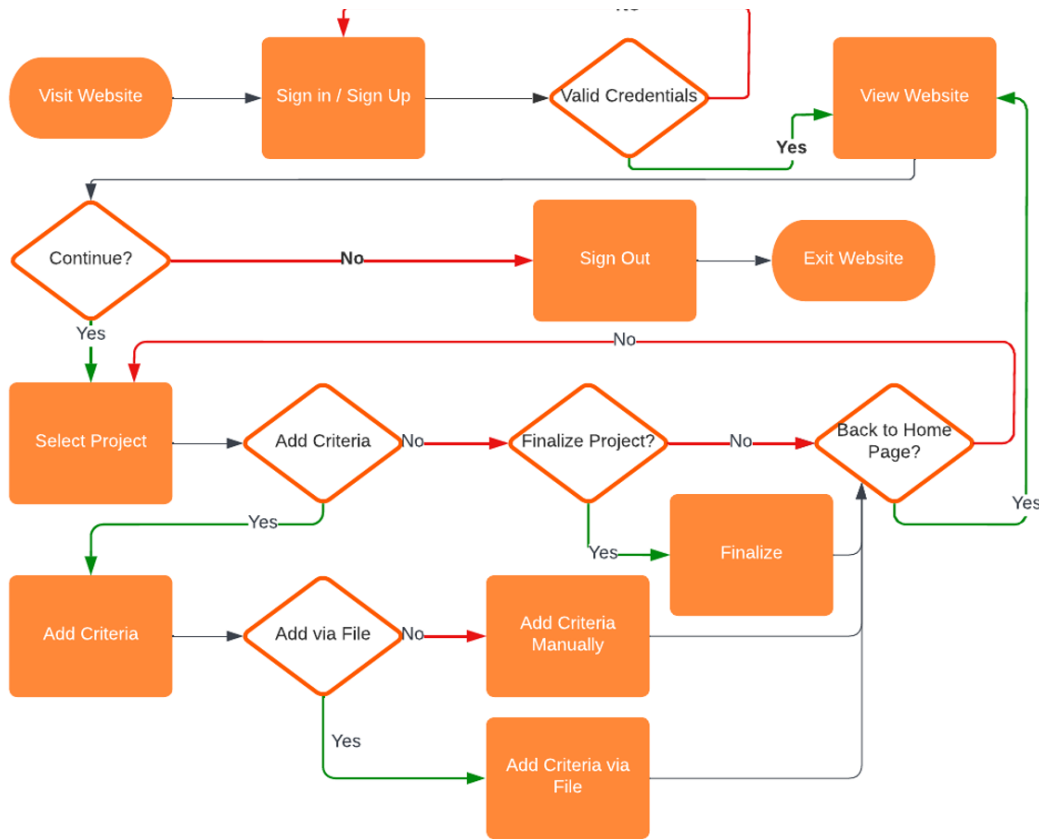 Visit Website
Sign in / Sign Up
Valid Credentials
View Website
Yes
Continue?
No
Sign Out
Exit Website
Yes
No
Select Project
Add Criteria
No
Finalize Project?
No
Back to Home
Page?
Yes
Yes
Yes
Finalize
Add Criteria
Add via File
No
Add Criteria
Manually
Yes
Add Criteria via
File